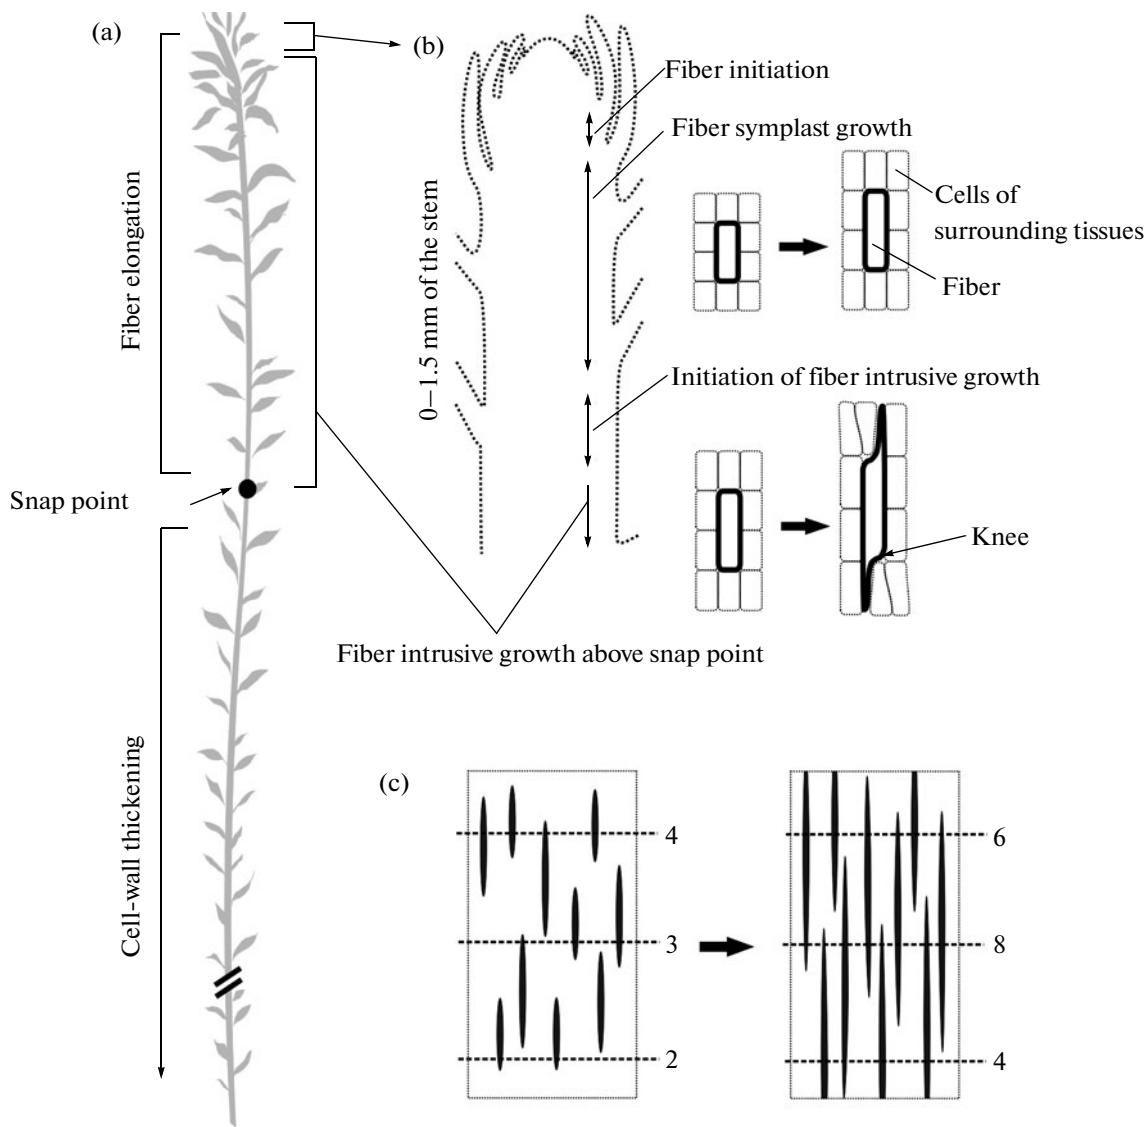 (a)
(b)
Fiber initiation
Fiber symplast growth
Cells of
surrounding tissues
Fiber
Fiber elongation
0–1.5 mm of the stem
Initiation of fiber intrusive growth
Snap point
Knee
Fiber intrusive growth above snap point
Cell-wall thickening
(c)
4
6
3
8
2
4